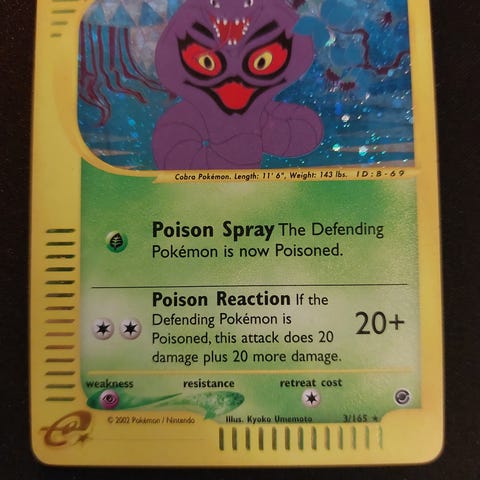 Cobra Pokémon. Length: 11' 6", Weight: 143 lbs. ID:B-69
Poison Spray The Defending
Pokémon is now Poisoned.
Poison Reaction If the
Defending Pokémon is
Poisoned, this attack does 20
damage plus 20 more damage.
20+
weakness resistance retreat cost
© 2002 Pokémon / Nintendo Illus. Kyoko Umemoto 3/165 ★
e